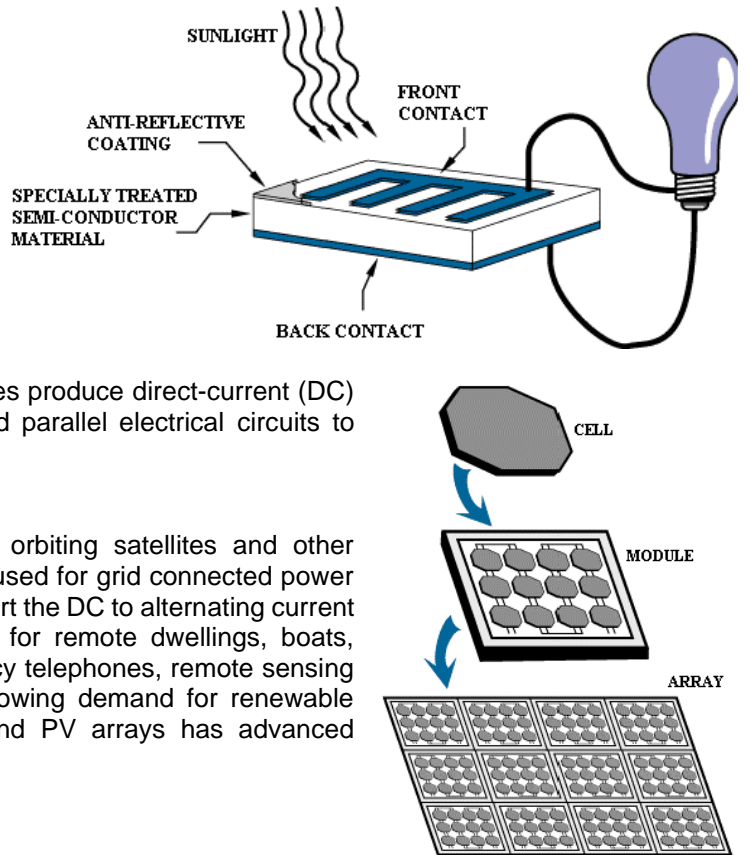 SUNLIGHT
FRONT
CONTACT
ANTI-REFLECTIVE
COATING
SPECIALLY TREATED
SEMI-CONDUCTOR
MATERIAL
BACK CONTACT
es produce direct-current (DC)
d parallel electrical circuits to
CELL
orbiting satellites and other
used for grid connected power
rt the DC to alternating current
for remote dwellings, boats,
cy telephones, remote sensing
owing demand for renewable
nd PV arrays has advanced
MODULE
ARRAY